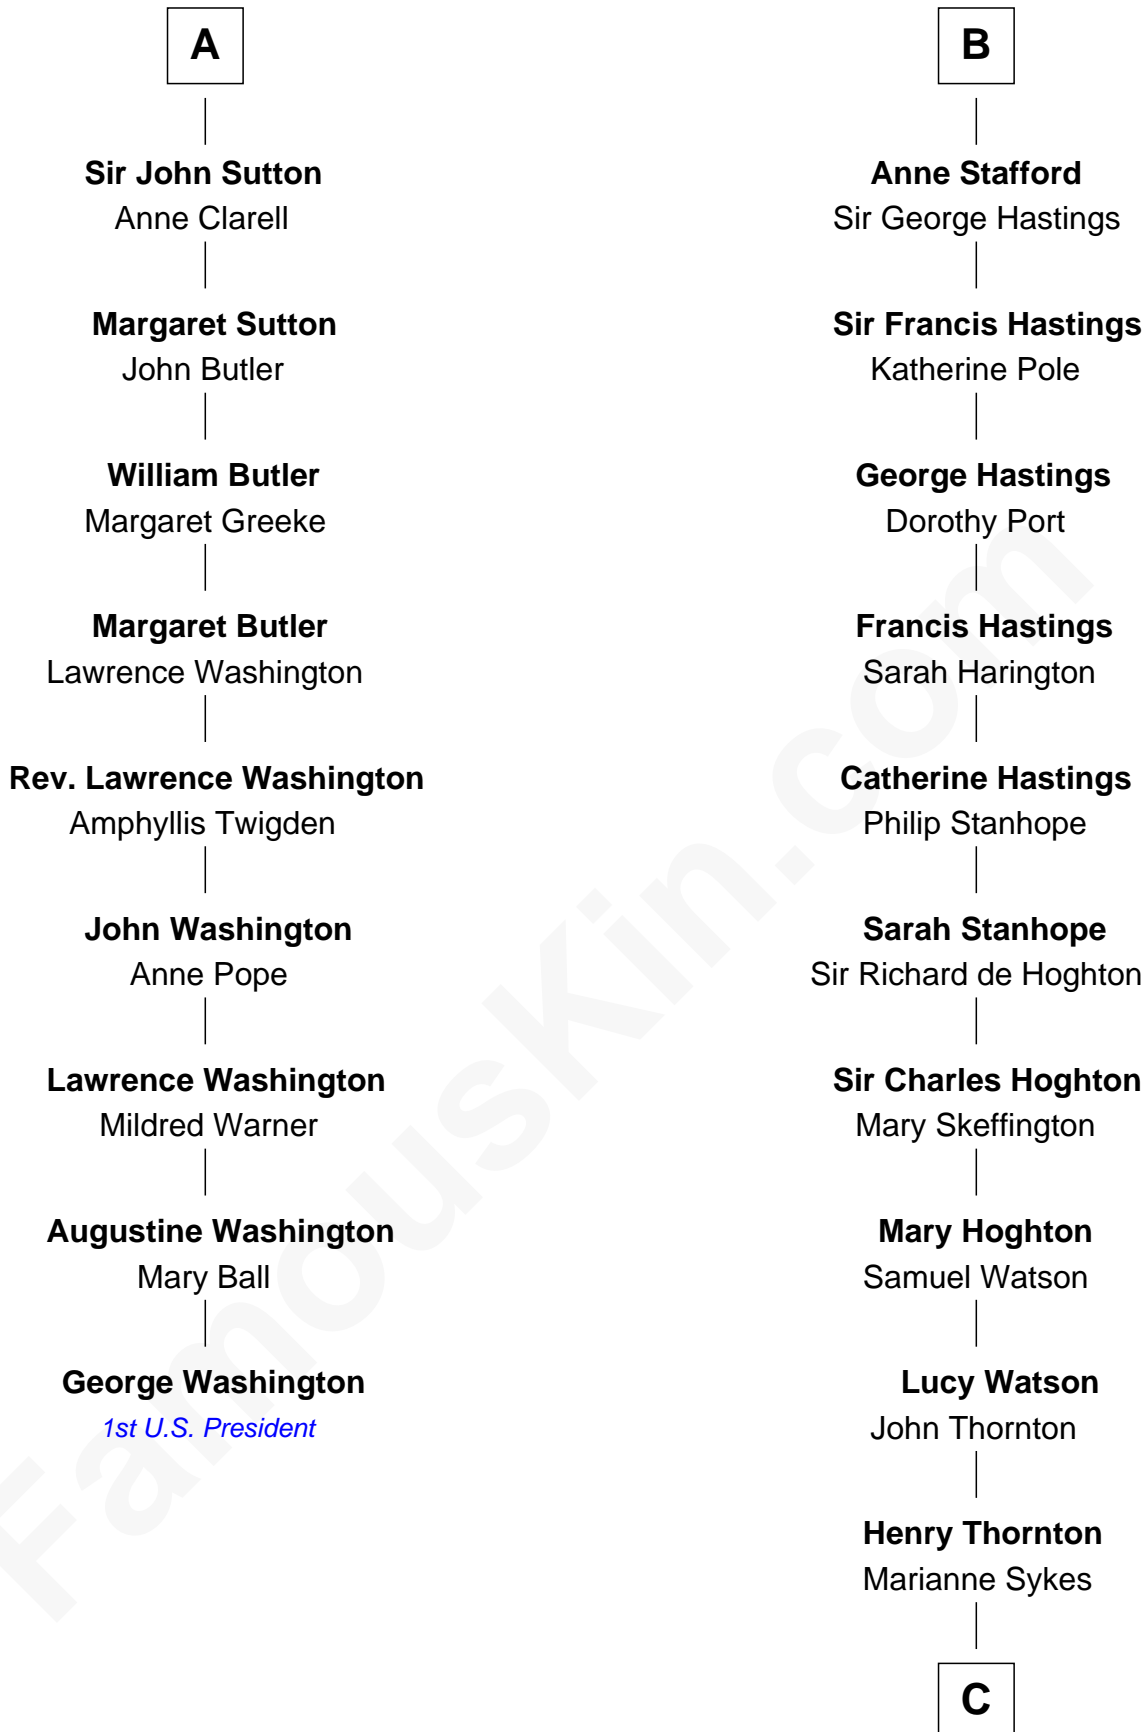 A
Sir John Sutton
Anne Clarell
Margaret Sutton
John Butler
William Butler
Margaret Greeke
Margaret Butler
Lawrence Washington
Rev. Lawrence Washington
Amphyllis Twigden
John Washington
Anne Pope
Lawrence Washington
Mildred Warner
Augustine Washington
Mary Ball
George Washington
1st U.S. President
B
Anne Stafford
Sir George Hastings
Sir Francis Hastings
Katherine Pole
George Hastings
Dorothy Port
Francis Hastings
Sarah Harington
Catherine Hastings
Philip Stanhope
Sarah Stanhope
Sir Richard de Hoghton
Sir Charles Hoghton
Mary Skeffington
Mary Hoghton
Samuel Watson
Lucy Watson
John Thornton
Henry Thornton
Marianne Sykes
C
FamousKin.com